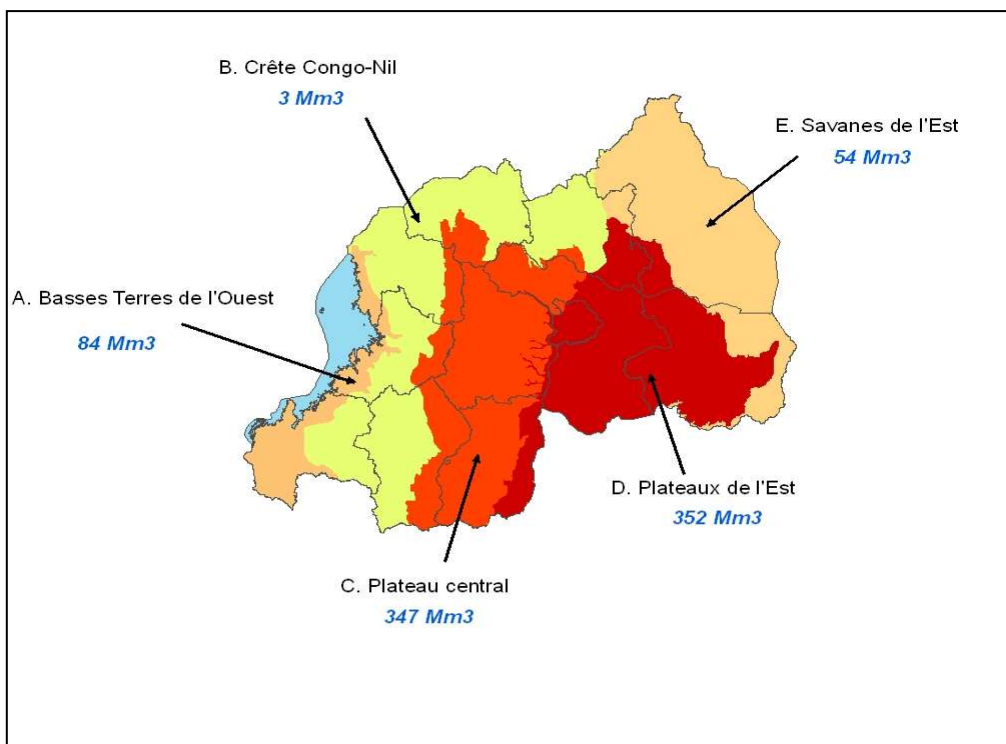 B. Crête Congo-Nil
3 Mm3
E. Savanes de l'Est
54 Mm3
A. Basses Terres de l'Ouest
84 Mm3
D. Plateaux de l'Est
352 Mm3
C. Plateau central
347 Mm3